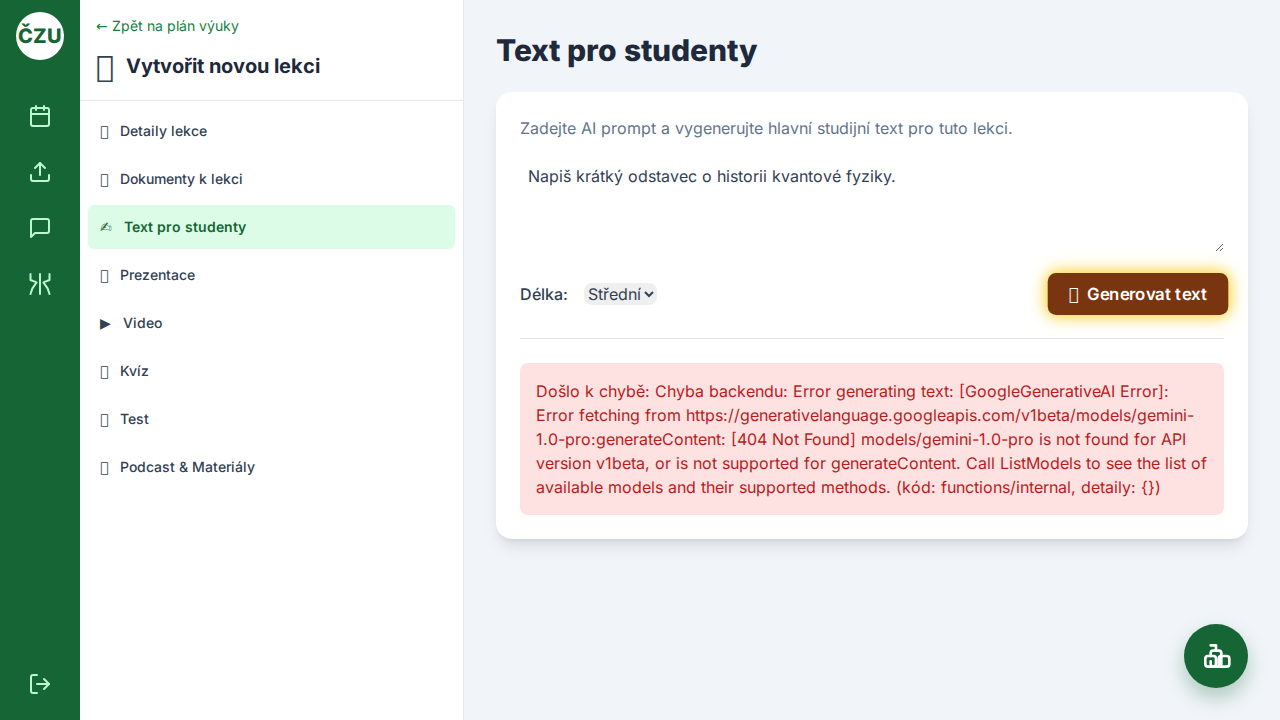 ČZU
← Zpět na plán výuky
Vytvořit novou lekci
Detaily lekce
Dokumenty k lekci
Text pro studenty
Prezentace
Video
Kvíz
Test
Podcast & Materiály
Text pro studenty
Zadejte AI prompt a vygenerujte hlavní studijní text pro tuto lekci.
Napiš krátký odstavec o historii kvantové fyziky.
Délka:
Střední
Generovat text
Došlo k chybě: Chyba backendu: Error generating text: [GoogleGenerativeAI Error]:
Error fetching from https://generativelanguage.googleapis.com/v1beta/models/gemini-
1.0-pro:generateContent: [404 Not Found] models/gemini-1.0-pro is not found for API
version v1beta, or is not supported for generateContent. Call ListModels to see the list of
available models and their supported methods. (kód: functions/internal, detaily: {})